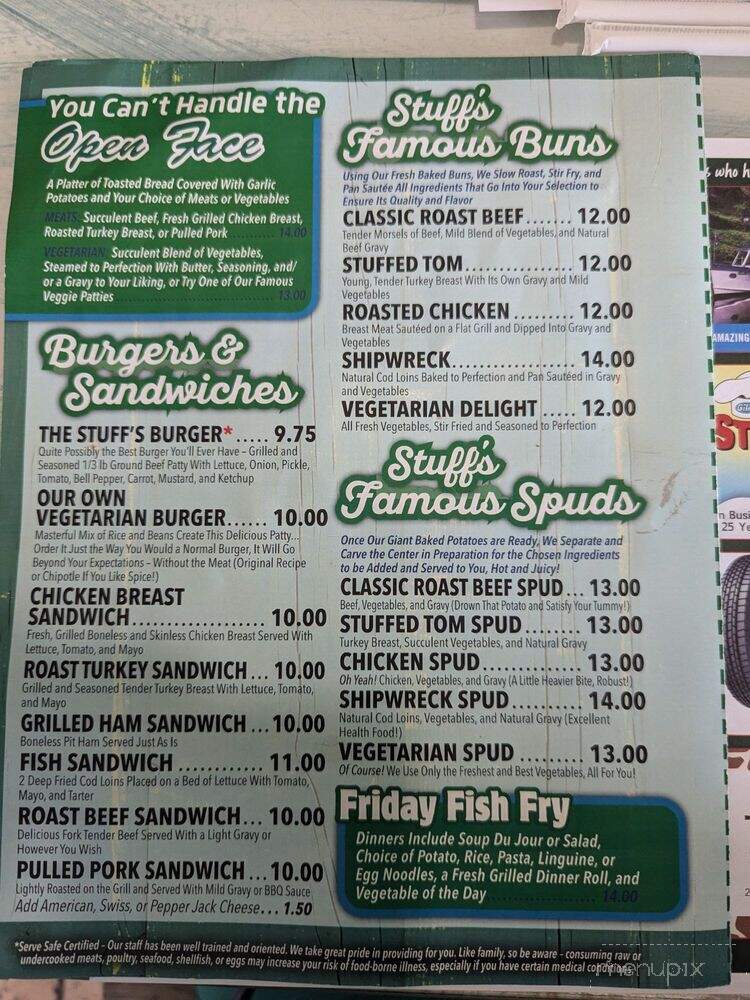 You Can't Handle the
Open Face
A Platter of Toasted Bread Covered With Garlic
Potatoes and Your Choice of Meats or Vegetables
MEATS: Succulent Beef, Fresh Grilled Chicken Breast,
Roasted Turkey Breast, or Pulled Pork ............ 14.00
VEGETARIAN: Succulent Blend of Vegetables,
Steamed to Perfection With Butter, Seasoning, and/
or a Gravy to Your Liking, or Try One of Our Famous
Veggie Patties ............ 13.00
Burgers &
Sandwiches
THE STUFF'S BURGER* ..... 9.75
Quite Possibly the Best Burger You'll Ever Have – Grilled and
Seasoned 1/3 lb Ground Beef Patty With Lettuce, Onion, Pickle,
Tomato, Bell Pepper, Carrot, Mustard, and Ketchup
OUR OWN
VEGETARIAN BURGER...... 10.00
Masterful Mix of Rice and Beans Create This Delicious Patty...
Order It Just the Way You Would a Normal Burger, It Will Go
Beyond Your Expectations – Without the Meat (Original Recipe
or Chipotle If You Like Spice!)
CHICKEN BREAST
SANDWICH................. 10.00
Fresh, Grilled Boneless and Skinless Chicken Breast Served With
Lettuce, Tomato, and Mayo
ROAST TURKEY SANDWICH ... 10.00
Grilled and Seasoned Tender Turkey Breast With Lettuce, Tomato,
and Mayo
GRILLED HAM SANDWICH ...10.00
Boneless Pit Ham Served Just As Is
FISH SANDWICH ............ 11.00
2 Deep Fried Cod Loins Placed on a Bed of Lettuce With Tomato,
Mayo, and Tarter
ROAST BEEF SANDWICH... 10.00
Delicious Fork Tender Beef Served With a Light Gravy or
However You Wish
PULLED PORK SANDWICH ...10.00
Lightly Roasted on the Grill and Served With Mild Gravy or BBQ Sauce
Add American, Swiss, or Pepper Jack Cheese... 1.50
Stuff's
Famous Buns
Using Our Fresh Baked Buns, We Slow Roast, Stir Fry, and
Pan Sautée All Ingredients That Go Into Your Selection to
Ensure Its Quality and Flavor
CLASSIC ROAST BEEF....... 12.00
Tender Morsels of Beef, Mild Blend of Vegetables, and Natural
Beef Gravy
STUFFED TOM ............... 12.00
Young, Tender Turkey Breast With Its Own Gravy and Mild
Vegetables
ROASTED CHICKEN ......... 12.00
Breast Meat Sautéed on a Flat Grill and Dipped Into Gravy and
Vegetables
SHIPWRECK................. 14.00
Natural Cod Loins Baked to Perfection and Pan Sautéed in Gravy
and Vegetables
VEGETARIAN DELIGHT ..... 12.00
All Fresh Vegetables, Stir Fried and Seasoned to Perfection
Stuff's
Famous Spuds
Once Our Giant Baked Potatoes are Ready, We Separate and
Carve the Center in Preparation for the Chosen Ingredients
to be Added and Served to You, Hot and Juicy!
CLASSIC ROAST BEEF SPUD ... 13.00
Beef, Vegetables, and Gravy (Drown That Potato and Satisfy Your Tummy!)
STUFFED TOM SPUD ........ 13.00
Turkey Breast, Succulent Vegetables, and Natural Gravy
CHICKEN SPUD............. 13.00
Oh Yeah! Chicken, Vegetables, and Gravy (A Little Heavier Bite, Robust!)
SHIPWRECK SPUD.......... 14.00
Natural Cod Loins, Vegetables, and Natural Gravy (Excellent
Health Food!)
VEGETARIAN SPUD ......... 13.00
Of Course! We Use Only the Freshest and Best Vegetables, All For You!
Friday Fish Fry
Dinners Include Soup Du Jour or Salad,
Choice of Potato, Rice, Pasta, Linguine, or
Egg Noodles, a Fresh Grilled Dinner Roll, and
Vegetable of the Day ............ 14.00
*Serve Safe Certified – Our staff has been well trained and oriented. We take great pride in providing for you. Like family, so be aware – consuming raw or
undercooked meats, poultry, seafood, shellfish, or eggs may increase your risk of food-borne illness, especially if you have certain medical conditions
menupix
who h
AMAZING
ST
n Busi
25 Ye